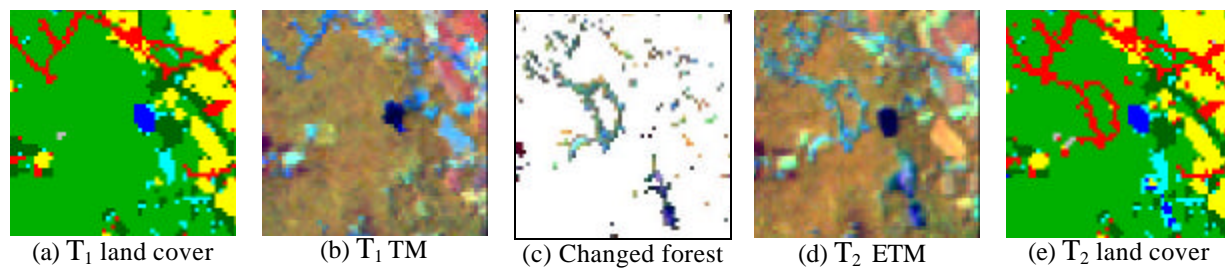 (a) T1 land cover
(b) T1 TM
(c) Changed forest
(d) T2 ETM
(e) T2 land cover